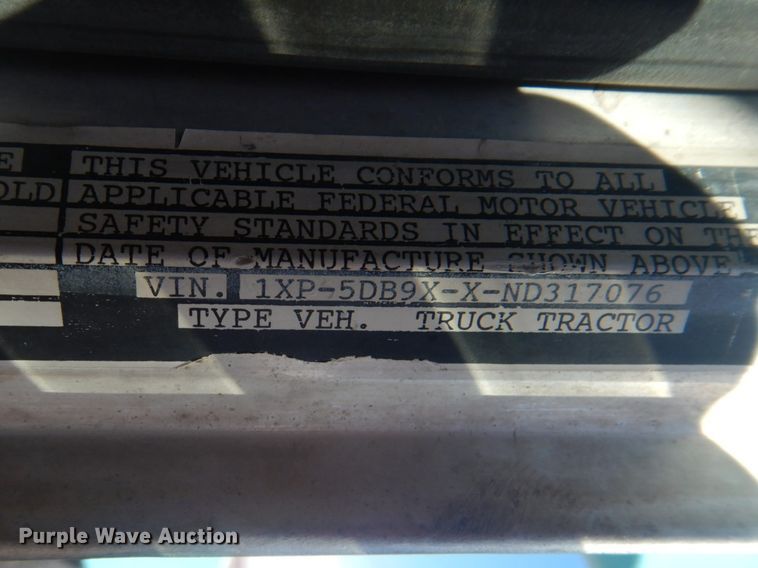 E THIS VEHICLE CONFORMS TO ALL
OLD APPLICABLE FEDERAL MOTOR VEHICLE
SAFETY STANDARDS IN EFFECT ON THE
DATE OF MANUFACTURE SHOWN ABOVE
VIN. 1XP-5DB9X-X-ND317076
TYPE VEH. TRUCK TRACTOR
Purple Wave Auction